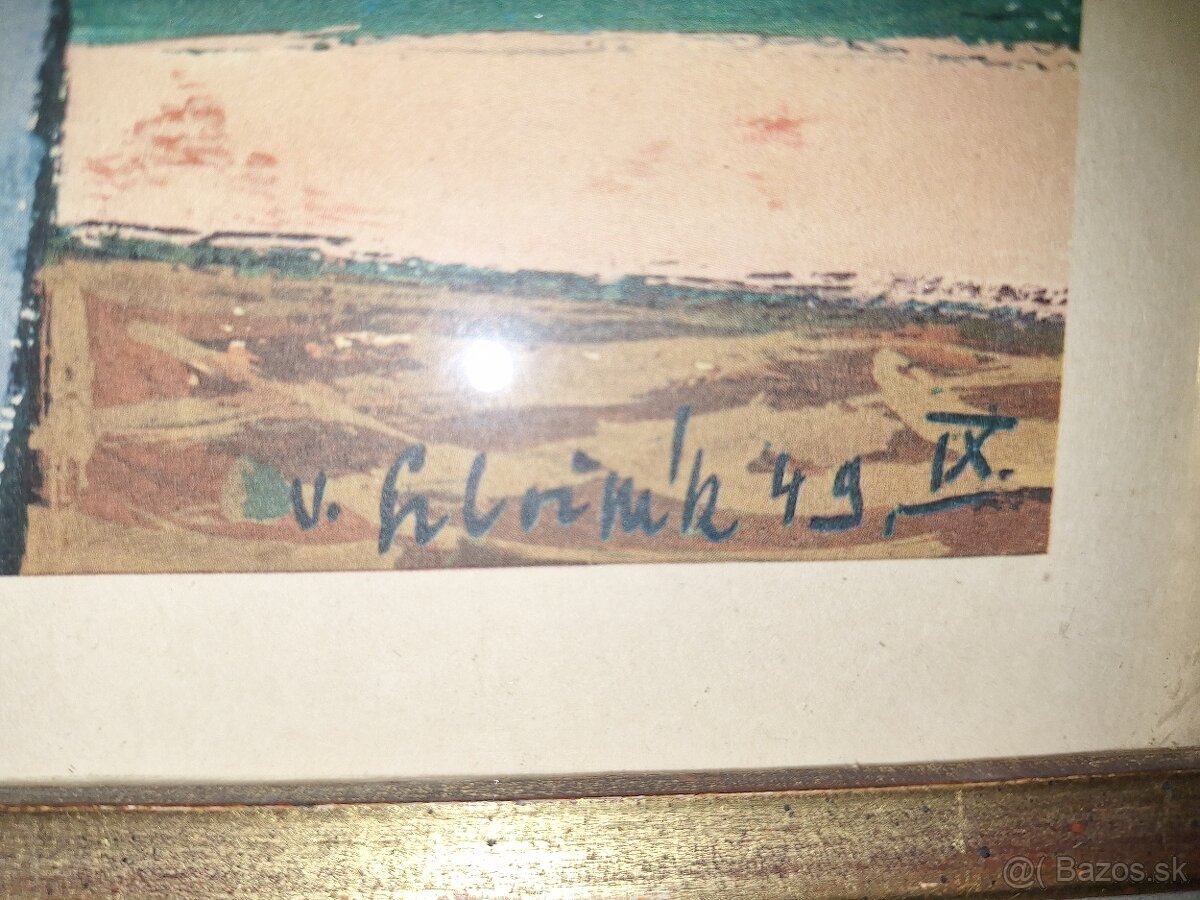 v. Hložník 49, IX.
@( Bazos.sk